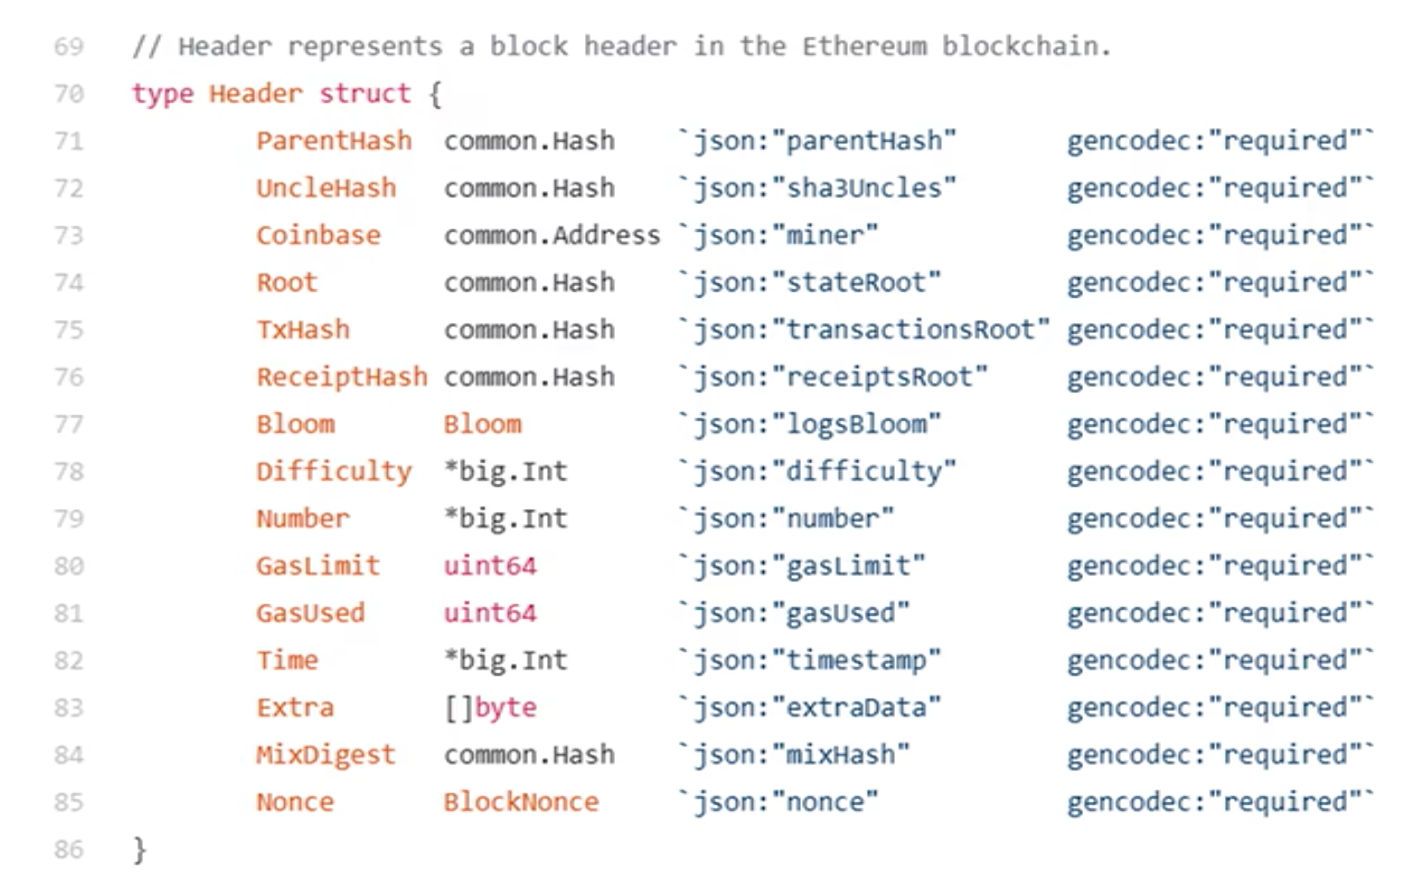 69 // Header represents a block header in the Ethereum blockchain.
70 type Header struct {
71 ParentHash common.Hash `json:"parentHash" gencodec:"required"`
72 UncleHash common.Hash `json:"sha3Uncles" gencodec:"required"`
73 Coinbase common.Address `json:"miner" gencodec:"required"`
74 Root common.Hash `json:"stateRoot" gencodec:"required"`
75 TxHash common.Hash `json:"transactionsRoot" gencodec:"required"`
76 ReceiptHash common.Hash `json:"receiptsRoot" gencodec:"required"`
77 Bloom Bloom `json:"logsBloom" gencodec:"required"`
78 Difficulty *big.Int `json:"difficulty" gencodec:"required"`
79 Number *big.Int `json:"number" gencodec:"required"`
80 GasLimit uint64 `json:"gasLimit" gencodec:"required"`
81 GasUsed uint64 `json:"gasUsed" gencodec:"required"`
82 Time *big.Int `json:"timestamp" gencodec:"required"`
83 Extra []byte `json:"extraData" gencodec:"required"`
84 MixDigest common.Hash `json:"mixHash" gencodec:"required"`
85 Nonce BlockNonce `json:"nonce" gencodec:"required"`
86 }